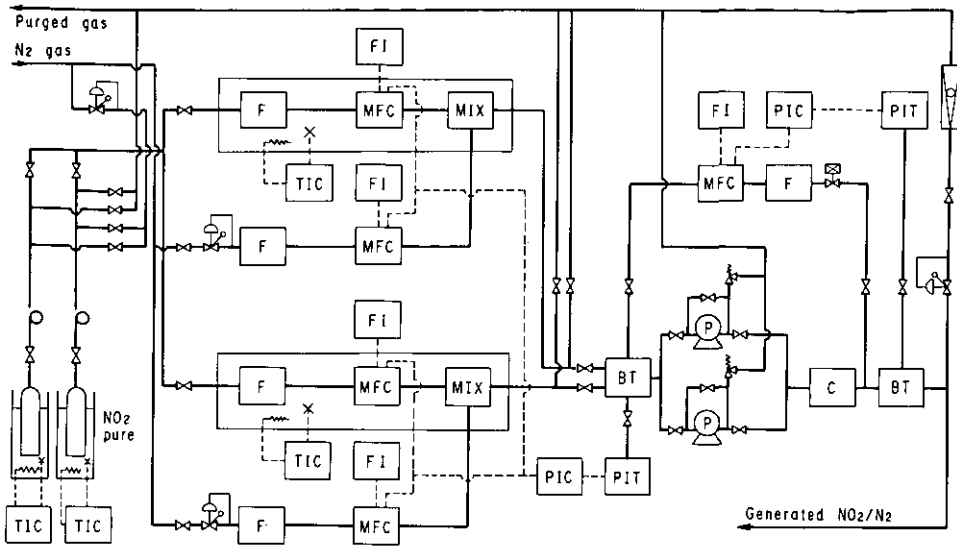 Purged gas
N2 gas
FI
F
MFC
MIX
TIC
FI
F
MFC
FI
PIC
PIT
MFC
F
FI
F
MFC
MIX
TIC
FI
F
MFC
BT
PIC
PIT
P
P
C
BT
NO2
pure
TIC
TIC
Generated NO2/N2